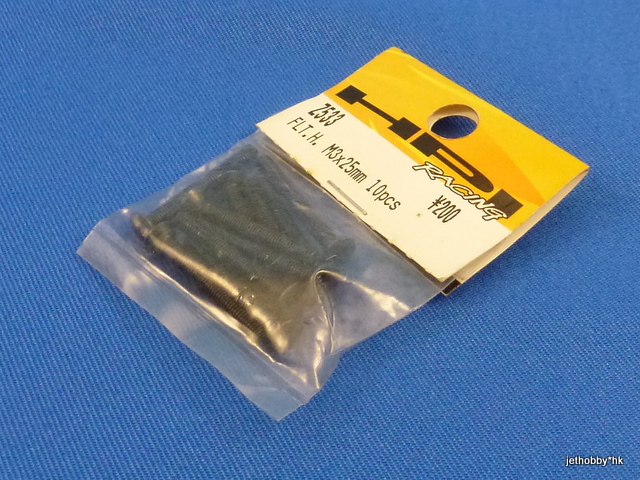 HPI
RACING
Z533
FLT.H. M3x25mm 10pcs
¥200
jethobby*hk